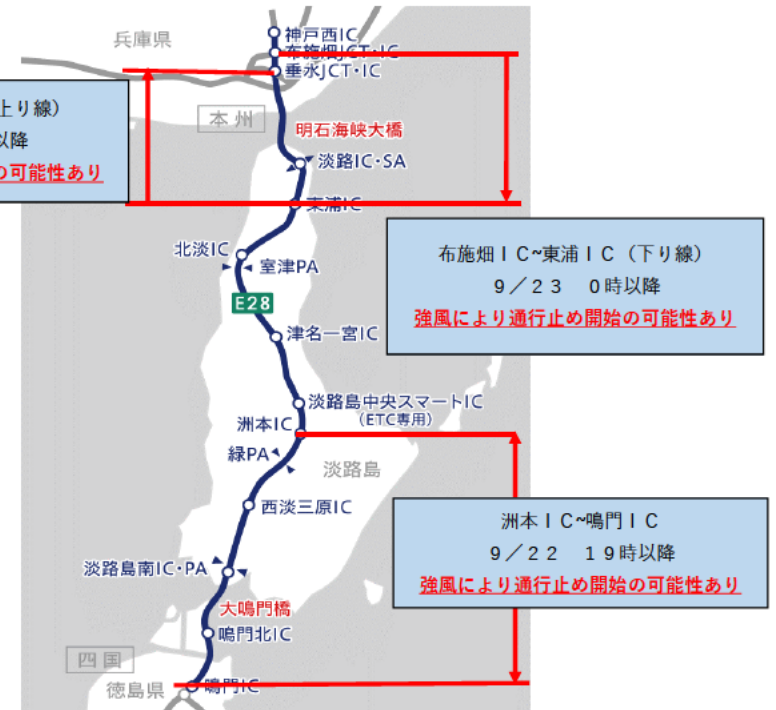 兵庫県
神戸西IC
布施畑JCT・IC
垂水JCT・IC
上り線）
以降
の可能性あり
本州
明石海峡大橋
淡路IC・SA
東浦IC
北淡IC
室津PA
E28
津名一宮IC
布施畑ＩＣ~東浦ＩＣ（下り線）
９／２３　０時以降
強風により通行止め開始の可能性あり
淡路島中央スマートIC
（ETC専用）
洲本IC
緑PA
淡路島
西淡三原IC
洲本ＩＣ~鳴門ＩＣ
９／２２　１９時以降
強風により通行止め開始の可能性あり
淡路島南IC・PA
大鳴門橋
鳴門北IC
四国
徳島県
鳴門IC